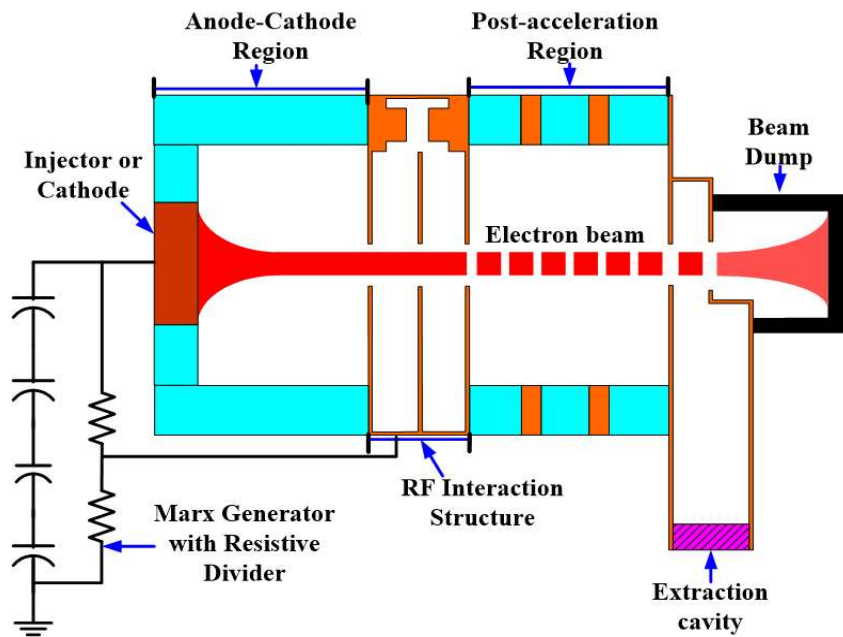 Anode-Cathode
Region
Post-acceleration
Region
Injector or
Cathode
Beam
Dump
Electron beam
RF Interaction
Structure
Marx Generator
with Resistive
Divider
Extraction
cavity